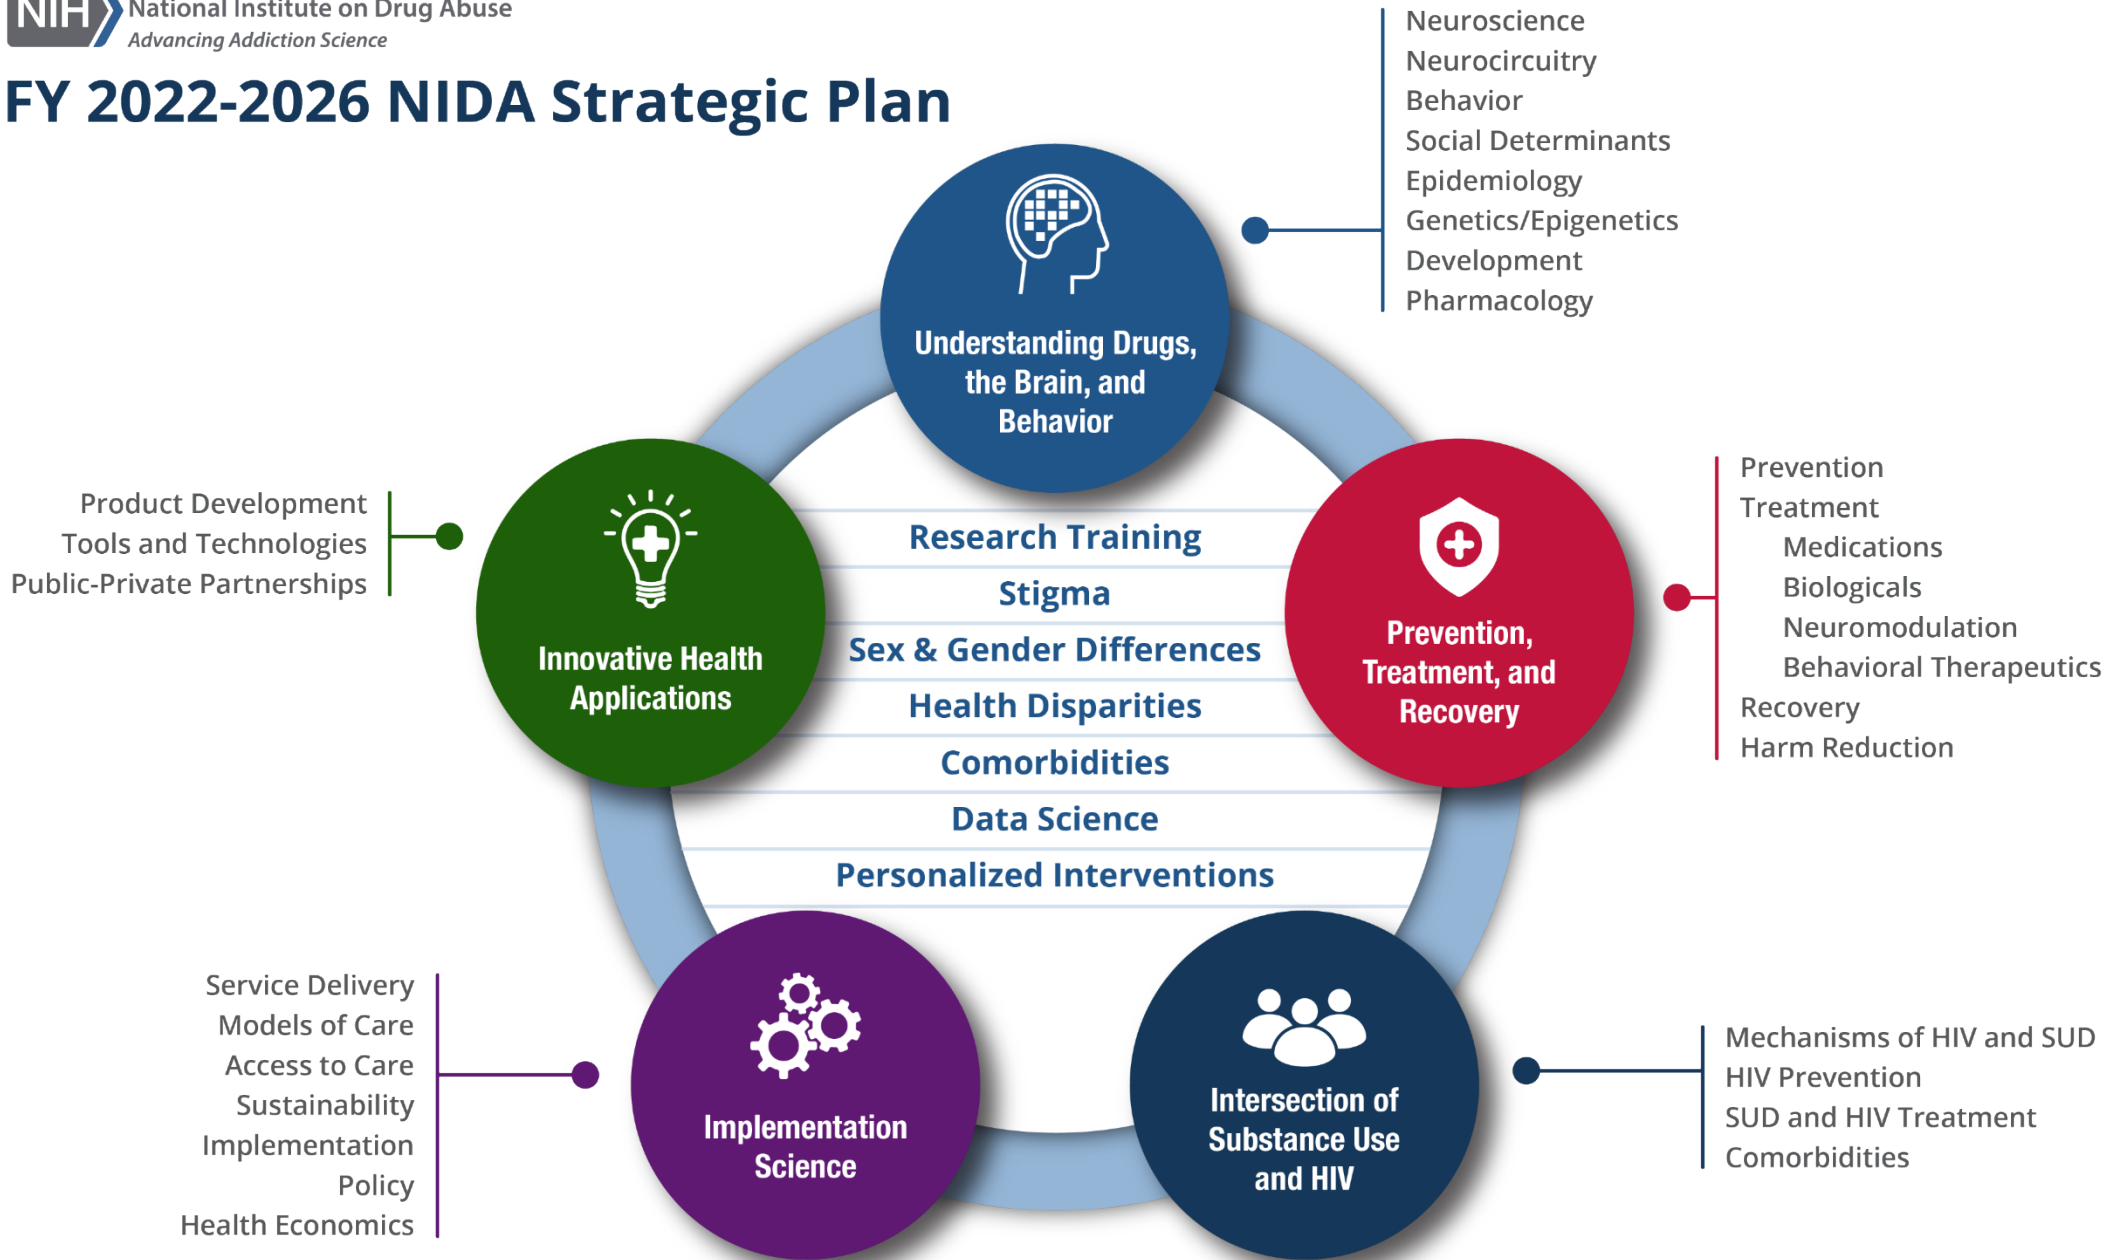 NIH
National Institute on Drug Abuse
Advancing Addiction Science
FY 2022-2026 NIDA Strategic Plan
Understanding Drugs,
the Brain, and
Behavior
Neuroscience
Neurocircuitry
Behavior
Social Determinants
Epidemiology
Genetics/Epigenetics
Development
Pharmacology
Prevention,
Treatment, and
Recovery
Prevention
Treatment
Medications
Biologicals
Neuromodulation
Behavioral Therapeutics
Recovery
Harm Reduction
Product Development
Tools and Technologies
Public-Private Partnerships
Innovative Health
Applications
Research Training
Stigma
Sex & Gender Differences
Health Disparities
Comorbidities
Data Science
Personalized Interventions
Service Delivery
Models of Care
Access to Care
Sustainability
Implementation
Policy
Health Economics
Implementation
Science
Intersection of
Substance Use
and HIV
Mechanisms of HIV and SUD
HIV Prevention
SUD and HIV Treatment
Comorbidities